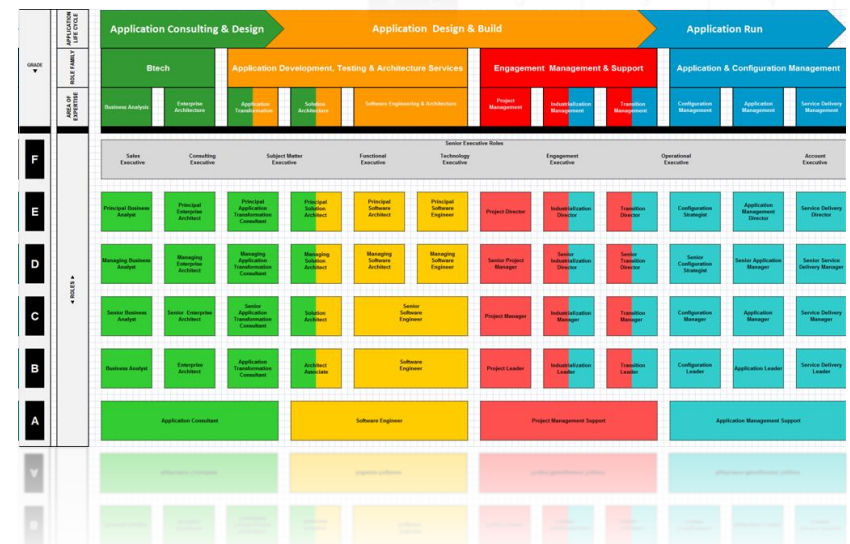 APPLICATION
LIFE CYCLE
Application Consulting & Design
Application Design & Build
Application Run
GRADE
ROLE FAMILY
Btech
Application Development, Testing & Architecture Services
Engagement Management & Support
Application & Configuration Management
AREA OF
EXPERTISE
Business Analysis
Enterprise
Architecture
Application
Transformation
Solution
Architecture
Software Engineering & Architecture
Project
Management
Industrialization
Management
Transition
Management
Configuration
Management
Application
Management
Service Delivery
Management
Senior Executive Roles
F
Sales
Executive
Consulting
Executive
Subject Matter
Executive
Functional
Executive
Technology
Executive
Engagement
Executive
Operational
Executive
Account
Executive
ROLES
E
Principal Business
Analyst
Principal
Enterprise
Architect
Principal
Application
Transformation
Consultant
Principal
Solution
Architect
Principal
Software
Architect
Principal
Software
Engineer
Project Director
Industrialization
Director
Transition
Director
Configuration
Strategist
Application
Management
Director
Service Delivery
Director
D
Managing Business
Analyst
Managing
Enterprise
Architect
Managing
Application
Transformation
Consultant
Managing
Solution
Architect
Managing
Software
Architect
Managing
Software
Engineer
Senior Project
Manager
Senior
Industrialization
Director
Senior
Transition
Director
Senior
Configuration
Strategist
Senior Application
Manager
Senior Service
Delivery Manager
C
Senior Business
Analyst
Senior Enterprise
Architect
Senior
Application
Transformation
Consultant
Solution
Architect
Senior
Software
Engineer
Project Manager
Industrialization
Manager
Transition
Manager
Configuration
Manager
Application
Manager
Service Delivery
Manager
B
Business Analyst
Enterprise
Architect
Application
Transformation
Consultant
Architect
Associate
Software
Engineer
Project Leader
Industrialization
Leader
Transition
Leader
Configuration
Leader
Application Leader
Service Delivery
Leader
A
Application Consultant
Software Engineer
Project Management Support
Application Management Support